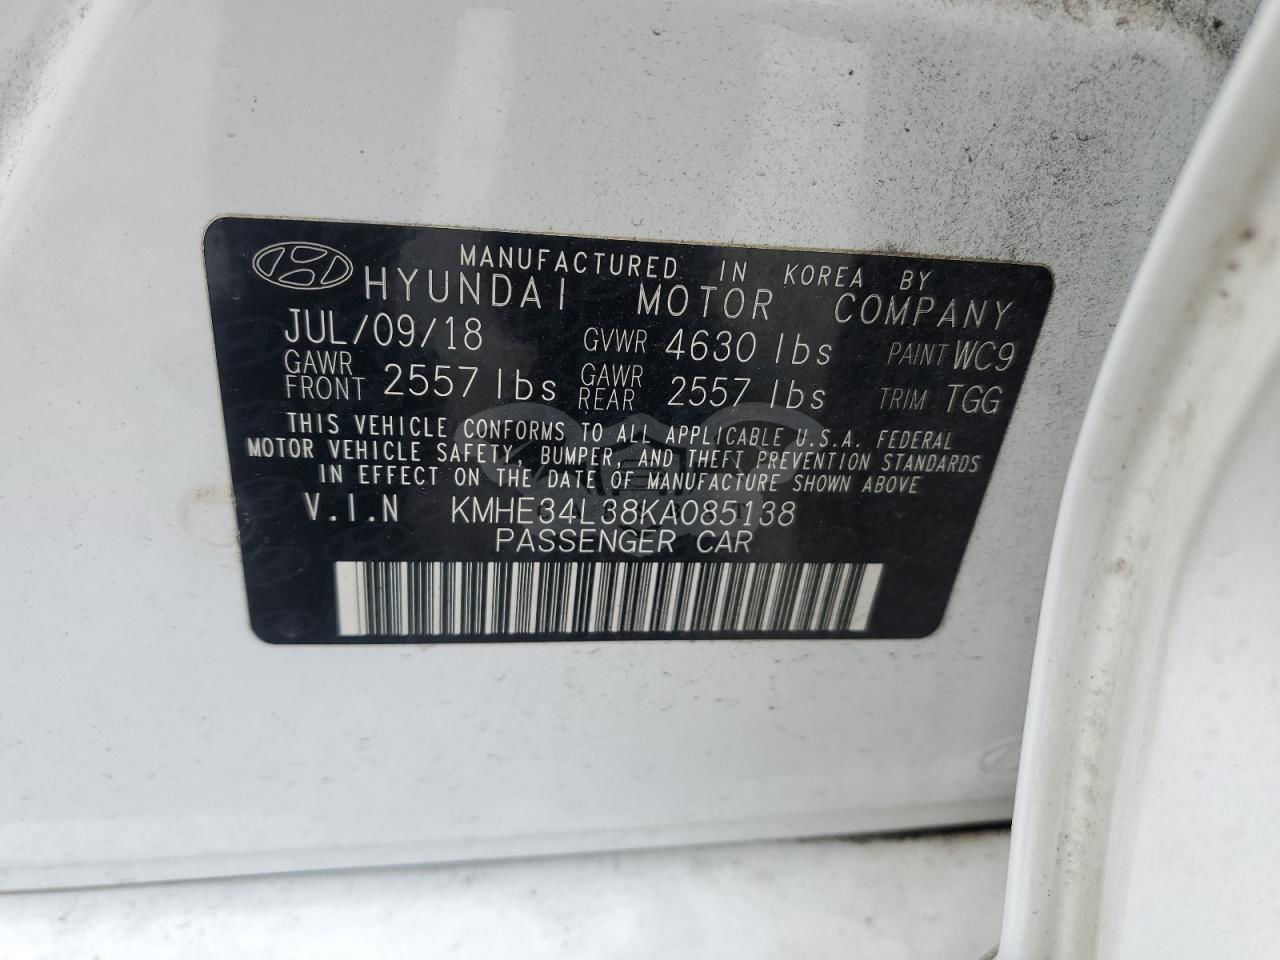 MANUFACTURED IN KOREA BY
HYUNDAI MOTOR COMPANY
JUL/09/18 GVWR 4630 lbs PAINT WC9
GAWR FRONT 2557 lbs GAWR REAR 2557 lbs TRIM TGG
THIS VEHICLE CONFORMS TO ALL APPLICABLE U.S.A. FEDERAL
MOTOR VEHICLE SAFETY, BUMPER, AND THEFT PREVENTION STANDARDS
IN EFFECT ON THE DATE OF MANUFACTURE SHOWN ABOVE
V.I.N KMHE34L38KA085138
PASSENGER CAR